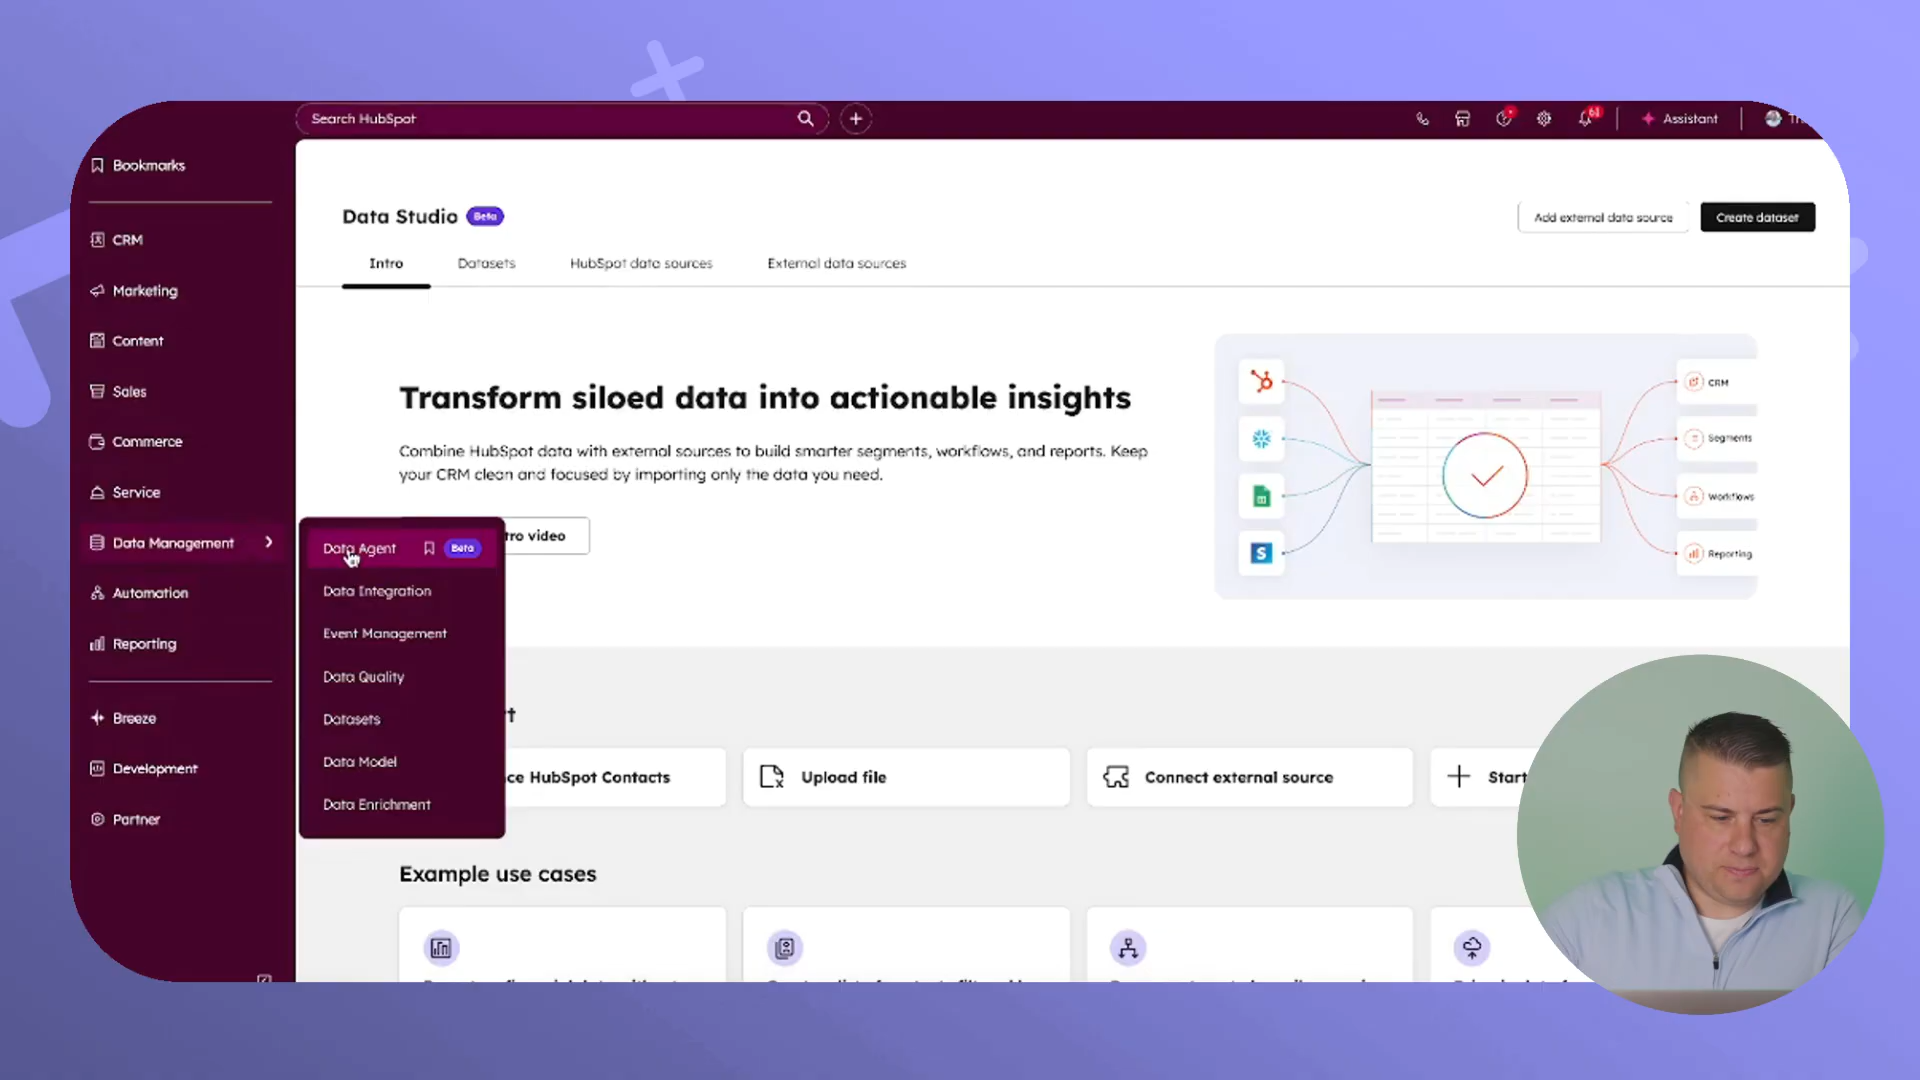 Search HubSpot
61
Assistant
Bookmarks
CRM
Marketing
Content
Sales
Commerce
Service
Data Management
Automation
Reporting
Breeze
Development
Partner
Data Studio Beta
Add external data source
Create dataset
Intro
Datasets
HubSpot data sources
External data sources
Transform siloed data into actionable insights
Combine HubSpot data with external sources to build smarter segments, workflows, and reports. Keep
your CRM clean and focused by importing only the data you need.
video
CRM
Segments
Workflows
Reporting
Data Agent Beta
Data Integration
Event Management
Data Quality
Datasets
Data Model
Data Enrichment
HubSpot Contacts
Upload file
Connect external source
Start
Example use cases